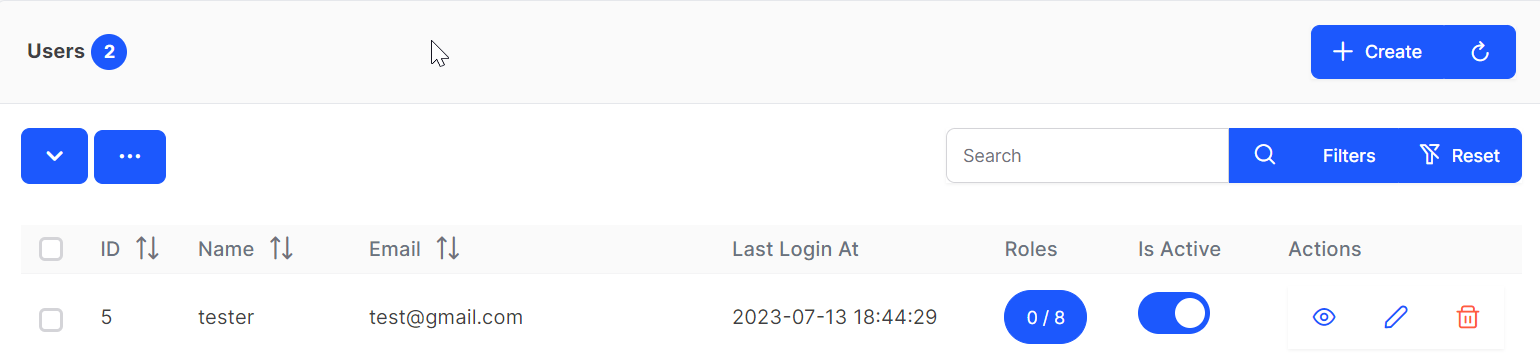 Users 2
Create
Search Filters Reset
ID Name Email Last Login At Roles Is Active Actions
5 tester test@gmail.com 2023-07-13 18:44:29 0 / 8